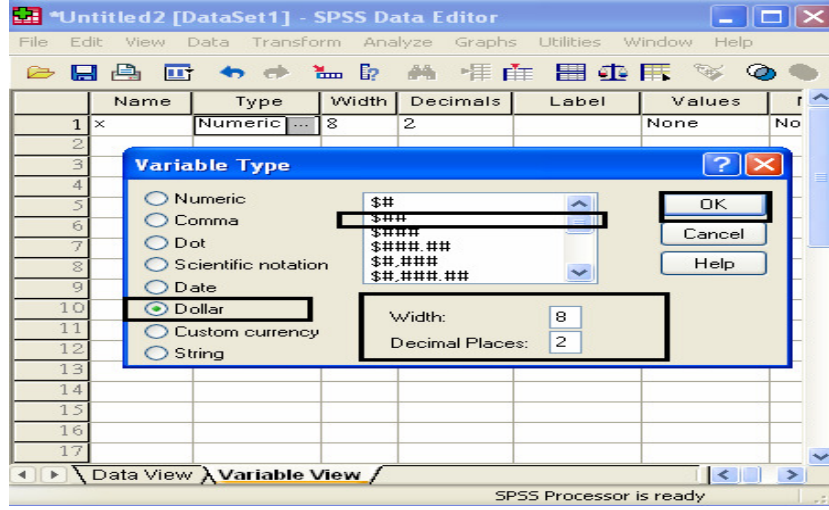 *Untitled2 [DataSet1] - SPSS Data Editor
File Edit View Data Transform Analyze Graphs Utilities Window Help
Name Type Width Decimals Label Values
1 x Numeric ... 8 2 None No
2
3
4
5
6
7
8
9
10
11
12
13
14
15
16
17
Variable Type
Numeric
Comma
Dot
Scientific notation
Date
Dollar
Custom currency
String
$#
$##
$###
$###.##
$#,###
$#,###.##
Width: 8
Decimal Places: 2
OK
Cancel
Help
Data View Variable View
SPSS Processor is ready